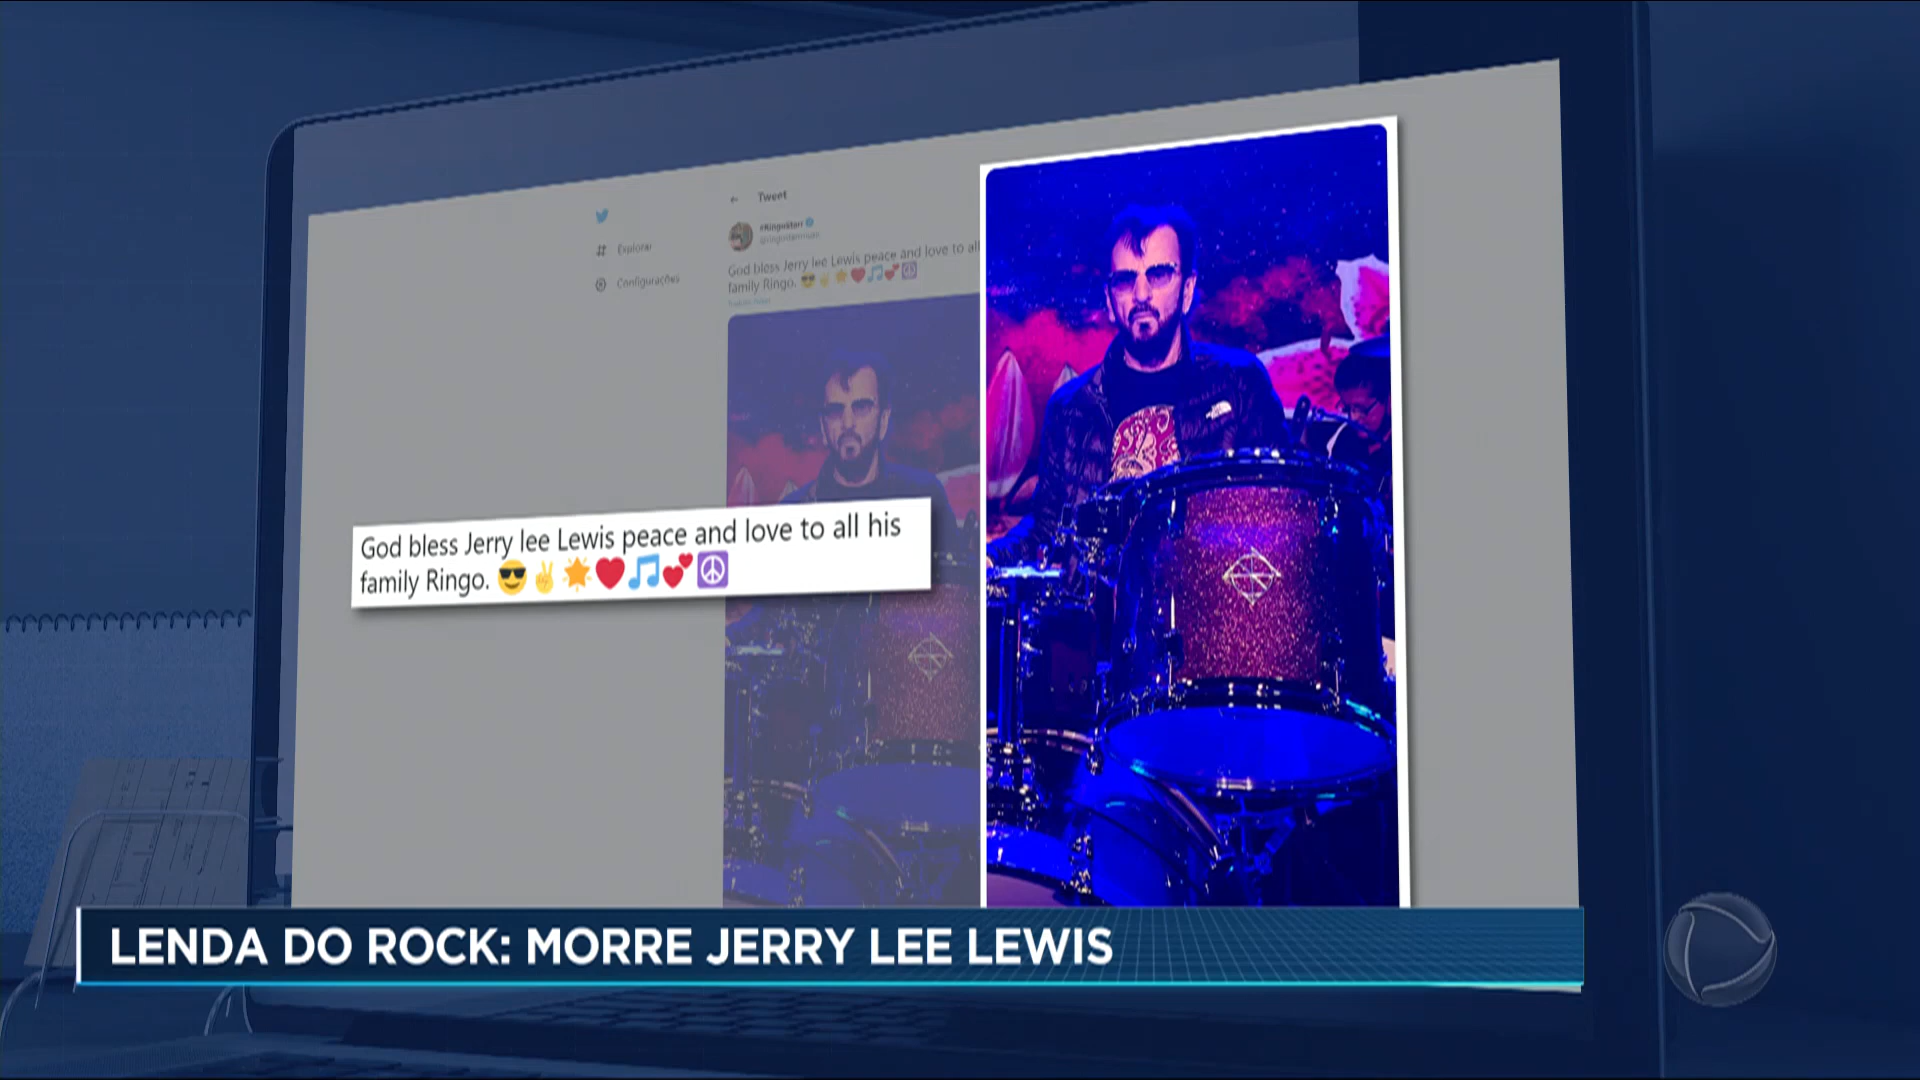 Tweet
#RingoStarr
Explorar
Configurações
God bless Jerry lee Lewis peace and love to all
family Ringo. 😎✌️🌟❤️🎵💕☮️
God bless Jerry lee Lewis peace and love to all his
family Ringo. 😎✌️🌟❤️🎵💕☮️
LENDA DO ROCK: MORRE JERRY LEE LEWIS